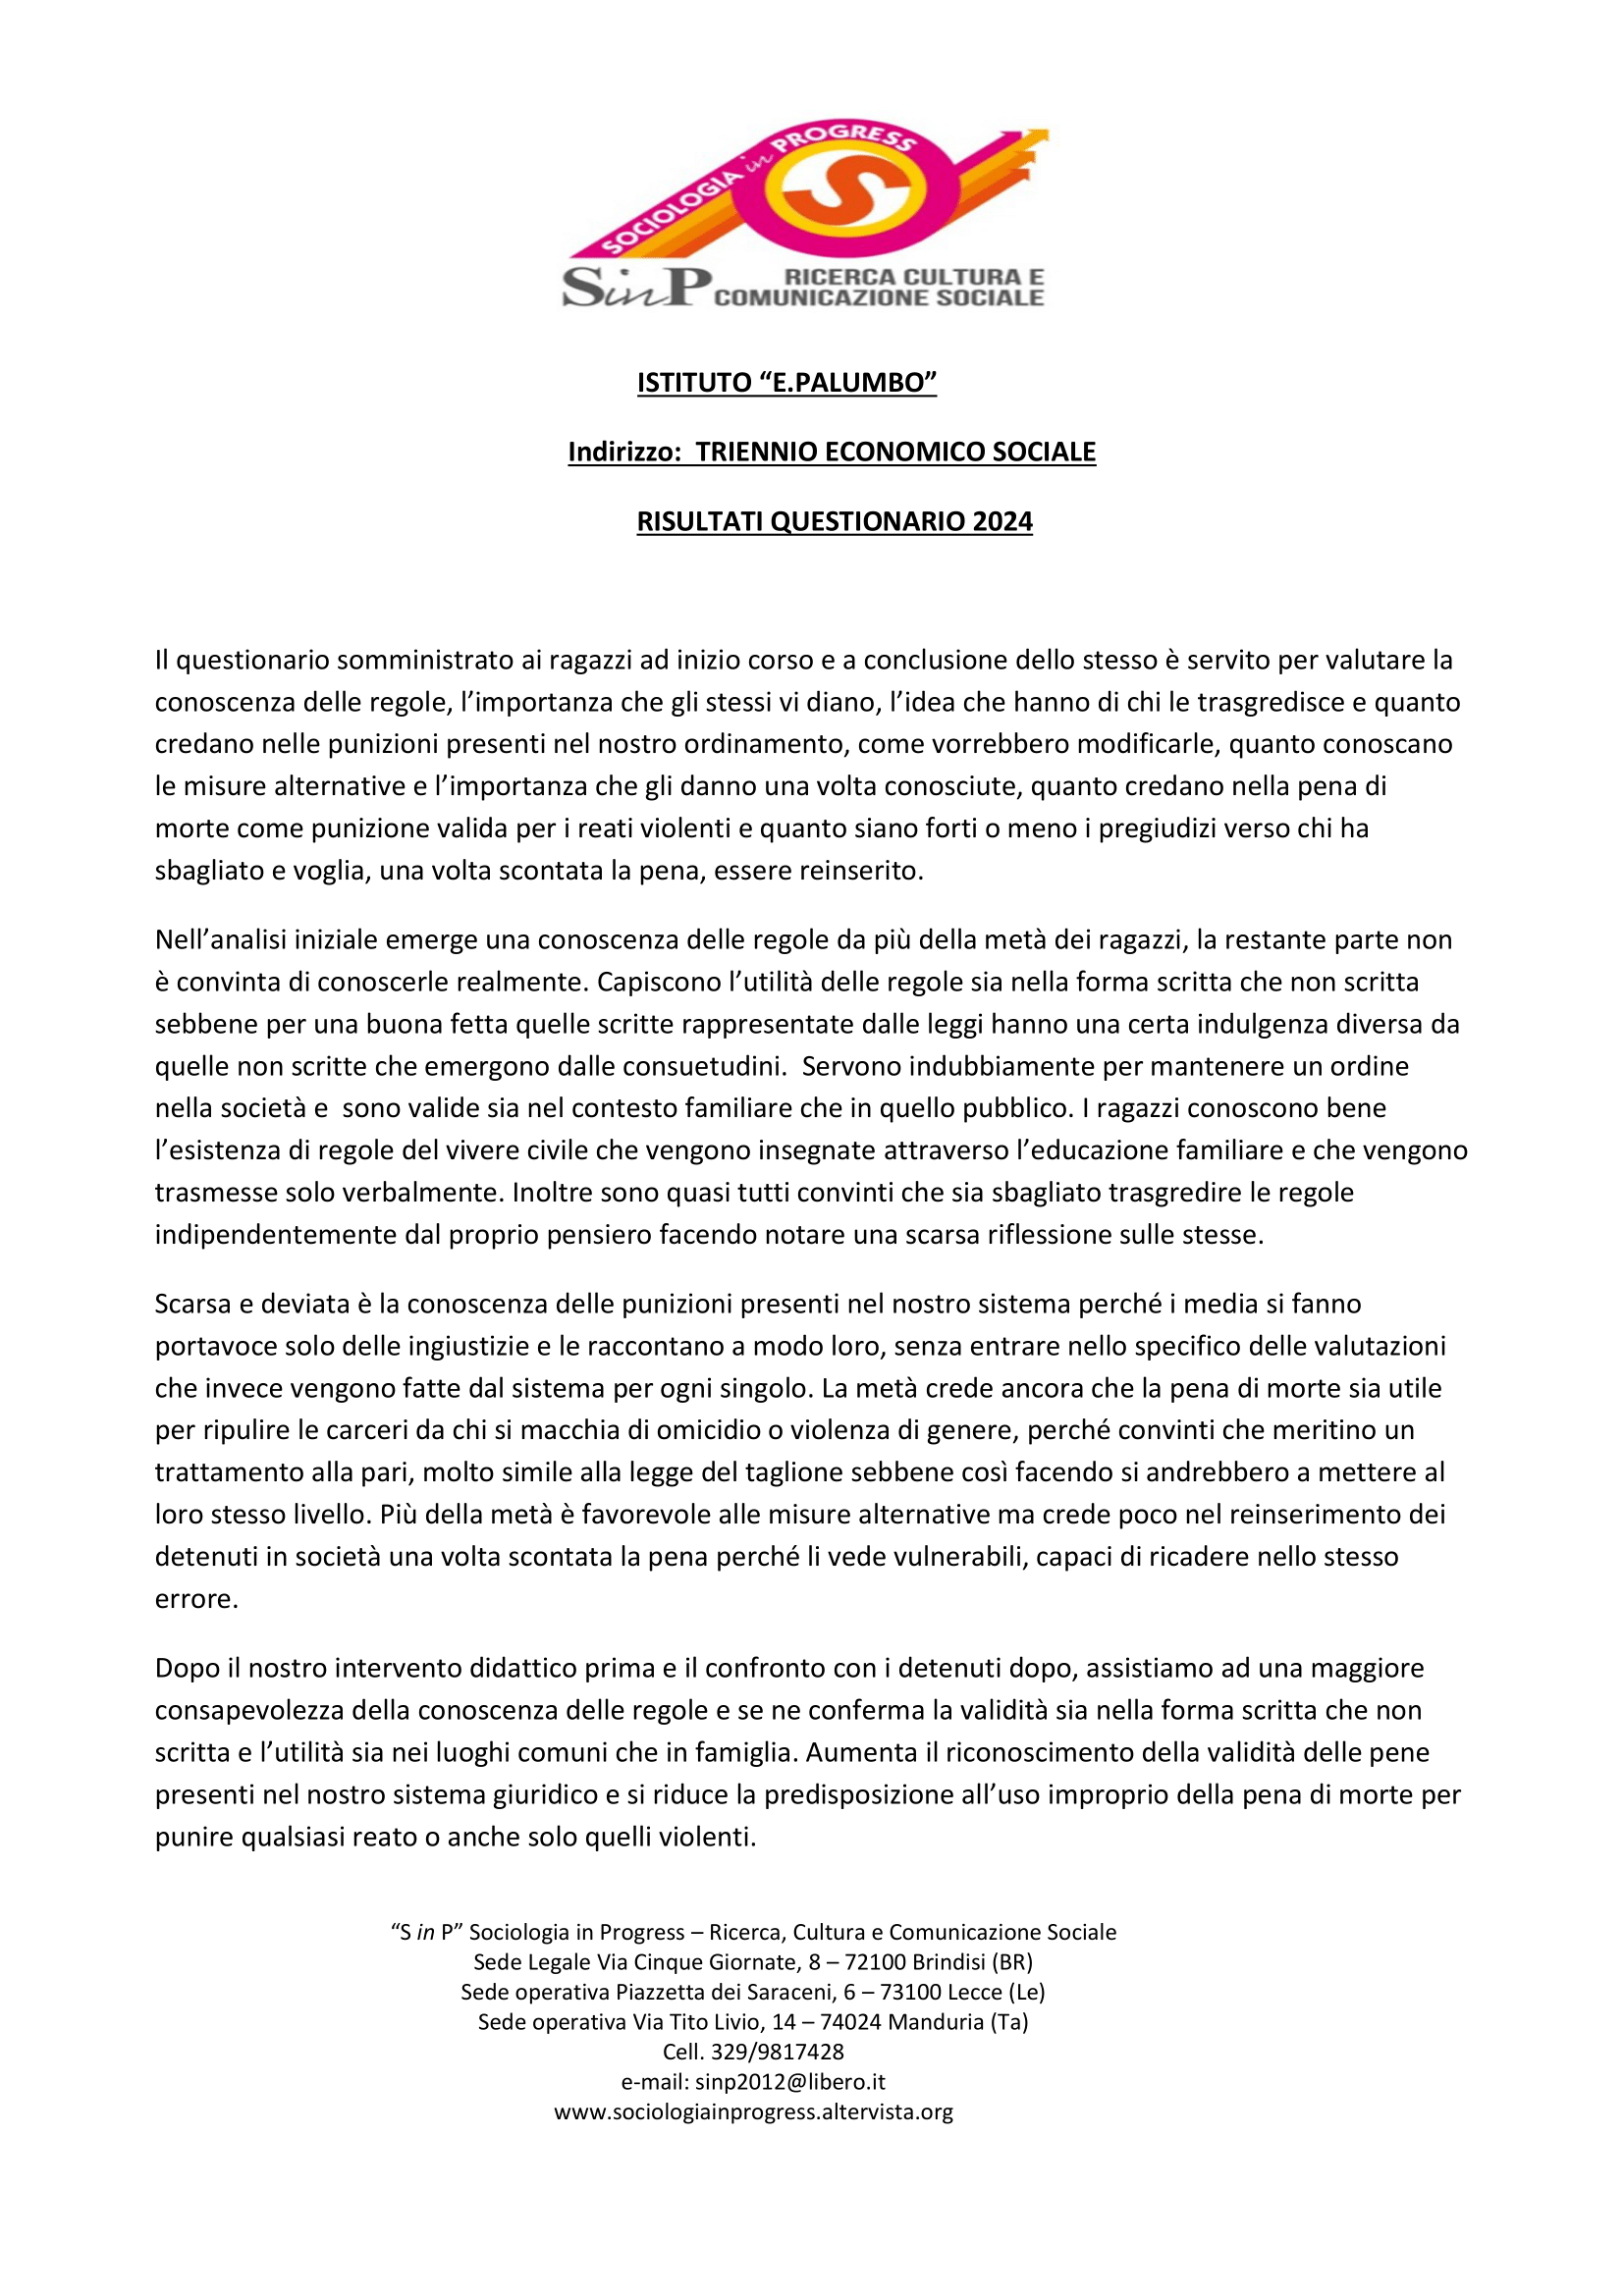 SOCIOLOGIA in PROGRESS
S
SinP RICERCA CULTURA E
COMUNICAZIONE SOCIALE
ISTITUTO “E.PALUMBO”
Indirizzo:  TRIENNIO ECONOMICO SOCIALE
RISULTATI QUESTIONARIO 2024
Il questionario somministrato ai ragazzi ad inizio corso e a conclusione dello stesso è servito per valutare la
conoscenza delle regole, l’importanza che gli stessi vi diano, l’idea che hanno di chi le trasgredisce e quanto
credano nelle punizioni presenti nel nostro ordinamento, come vorrebbero modificarle, quanto conoscano
le misure alternative e l’importanza che gli danno una volta conosciute, quanto credano nella pena di
morte come punizione valida per i reati violenti e quanto siano forti o meno i pregiudizi verso chi ha
sbagliato e voglia, una volta scontata la pena, essere reinserito.
Nell’analisi iniziale emerge una conoscenza delle regole da più della metà dei ragazzi, la restante parte non
è convinta di conoscerle realmente. Capiscono l’utilità delle regole sia nella forma scritta che non scritta
sebbene per una buona fetta quelle scritte rappresentate dalle leggi hanno una certa indulgenza diversa da
quelle non scritte che emergono dalle consuetudini.  Servono indubbiamente per mantenere un ordine
nella società e  sono valide sia nel contesto familiare che in quello pubblico. I ragazzi conoscono bene
l’esistenza di regole del vivere civile che vengono insegnate attraverso l’educazione familiare e che vengono
trasmesse solo verbalmente. Inoltre sono quasi tutti convinti che sia sbagliato trasgredire le regole
indipendentemente dal proprio pensiero facendo notare una scarsa riflessione sulle stesse.
Scarsa e deviata è la conoscenza delle punizioni presenti nel nostro sistema perché i media si fanno
portavoce solo delle ingiustizie e le raccontano a modo loro, senza entrare nello specifico delle valutazioni
che invece vengono fatte dal sistema per ogni singolo. La metà crede ancora che la pena di morte sia utile
per ripulire le carceri da chi si macchia di omicidio o violenza di genere, perché convinti che meritino un
trattamento alla pari, molto simile alla legge del taglione sebbene così facendo si andrebbero a mettere al
loro stesso livello. Più della metà è favorevole alle misure alternative ma crede poco nel reinserimento dei
detenuti in società una volta scontata la pena perché li vede vulnerabili, capaci di ricadere nello stesso
errore.
Dopo il nostro intervento didattico prima e il confronto con i detenuti dopo, assistiamo ad una maggiore
consapevolezza della conoscenza delle regole e se ne conferma la validità sia nella forma scritta che non
scritta e l’utilità sia nei luoghi comuni che in famiglia. Aumenta il riconoscimento della validità delle pene
presenti nel nostro sistema giuridico e si riduce la predisposizione all’uso improprio della pena di morte per
punire qualsiasi reato o anche solo quelli violenti.
“S in P” Sociologia in Progress – Ricerca, Cultura e Comunicazione Sociale
Sede Legale Via Cinque Giornate, 8 – 72100 Brindisi (BR)
Sede operativa Piazzetta dei Saraceni, 6 – 73100 Lecce (Le)
Sede operativa Via Tito Livio, 14 – 74024 Manduria (Ta)
Cell. 329/9817428
e-mail: sinp2012@libero.it
www.sociologiainprogress.altervista.org